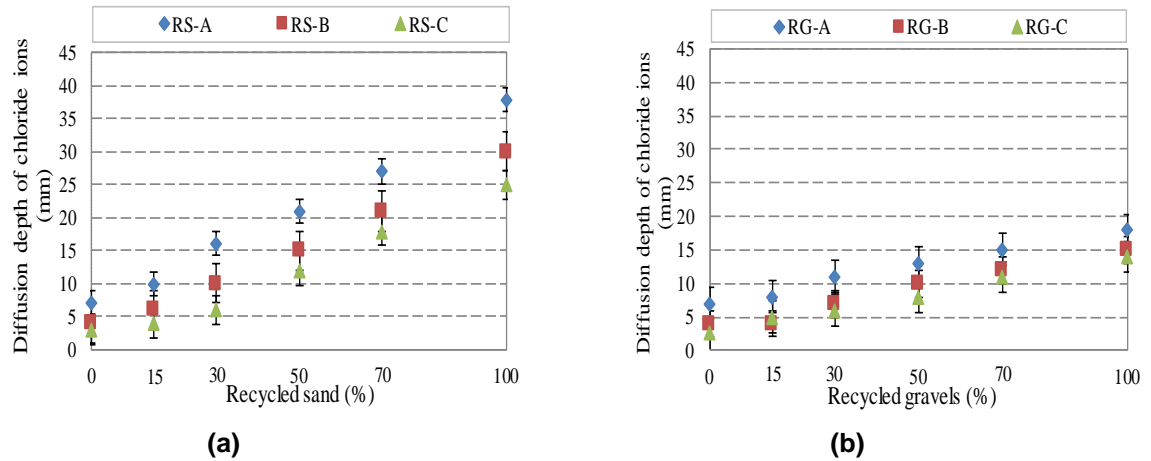 RS-A RS-B RS-C
Diffusion depth of chloride ions
(mm)
45
40
35
30
25
20
15
10
5
0
0 15 30 50 70 100
Recycled sand (%)
(a)
RG-A RG-B RG-C
Diffusion depth of chloride ions
(mm)
45
40
35
30
25
20
15
10
5
0
0 15 30 50 70 100
Recycled gravels (%)
(b)